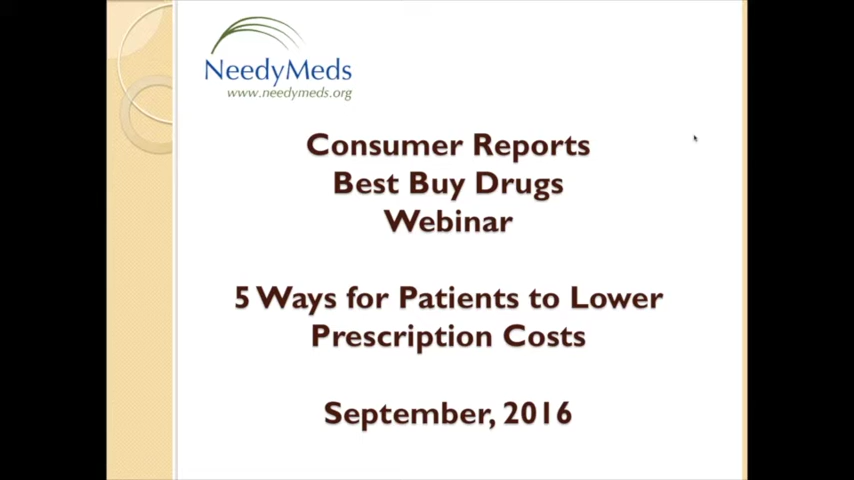 NeedyMeds
www.needymeds.org
Consumer Reports
Best Buy Drugs
Webinar
5 Ways for Patients to Lower
Prescription Costs
September, 2016